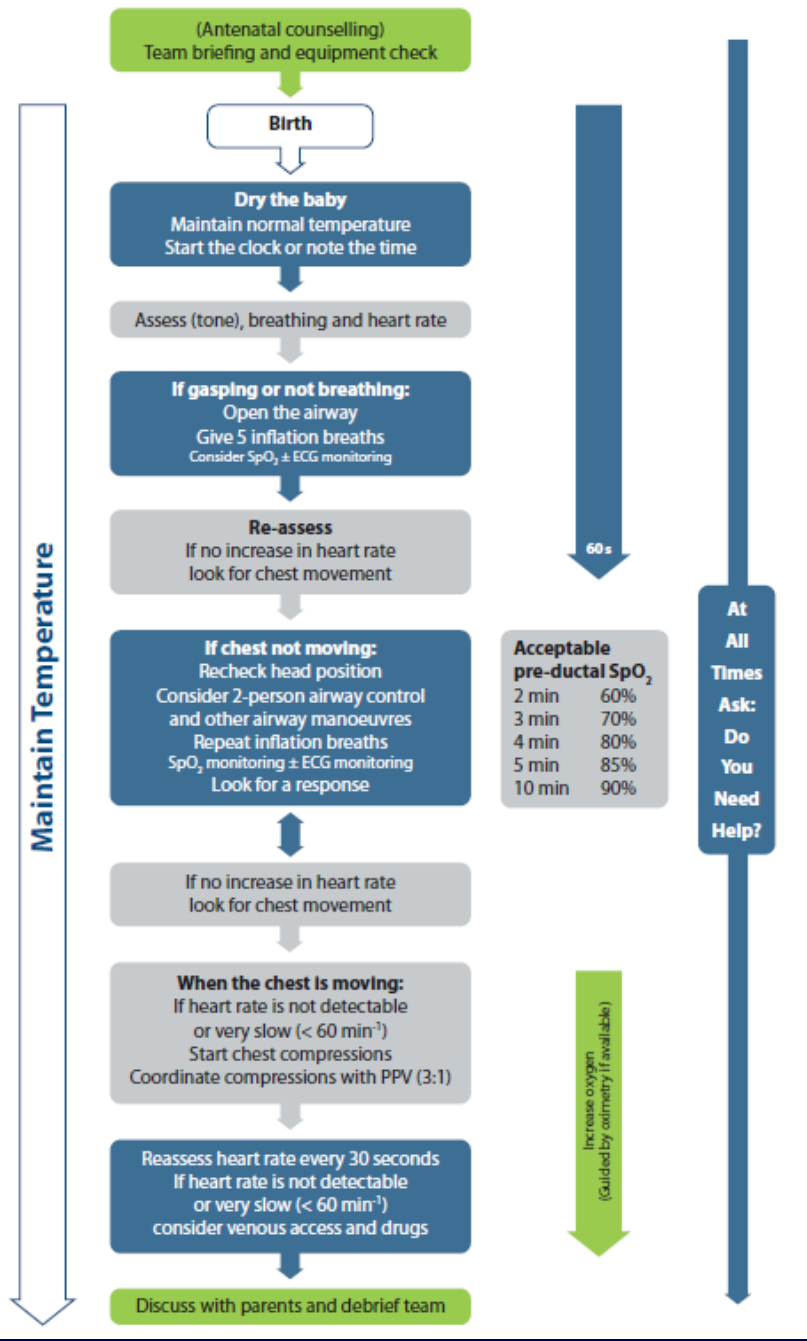 (Antenatal counselling)
Team briefing and equipment check
Birth
Dry the baby
Maintain normal temperature
Start the clock or note the time
Assess (tone), breathing and heart rate
If gasping or not breathing:
Open the airway
Give 5 inflation breaths
Consider SpO₂ ± ECG monitoring
Re-assess
If no increase in heart rate
look for chest movement
If chest not moving:
Recheck head position
Consider 2-person airway control
and other airway manoeuvres
Repeat inflation breaths
SpO₂ monitoring ± ECG monitoring
Look for a response
If no increase in heart rate
look for chest movement
When the chest is moving:
If heart rate is not detectable
or very slow (< 60 min⁻¹)
Start chest compressions
Coordinate compressions with PPV (3:1)
Reassess heart rate every 30 seconds
If heart rate is not detectable
or very slow (< 60 min⁻¹)
consider venous access and drugs
Discuss with parents and debrief team
Maintain Temperature
60 s
Acceptable
pre-ductal SpO₂
2 min 60%
3 min 70%
4 min 80%
5 min 85%
10 min 90%
Increase oxygen
(Guided by oximetry if available)
At
All
Times
Ask:
Do
You
Need
Help?